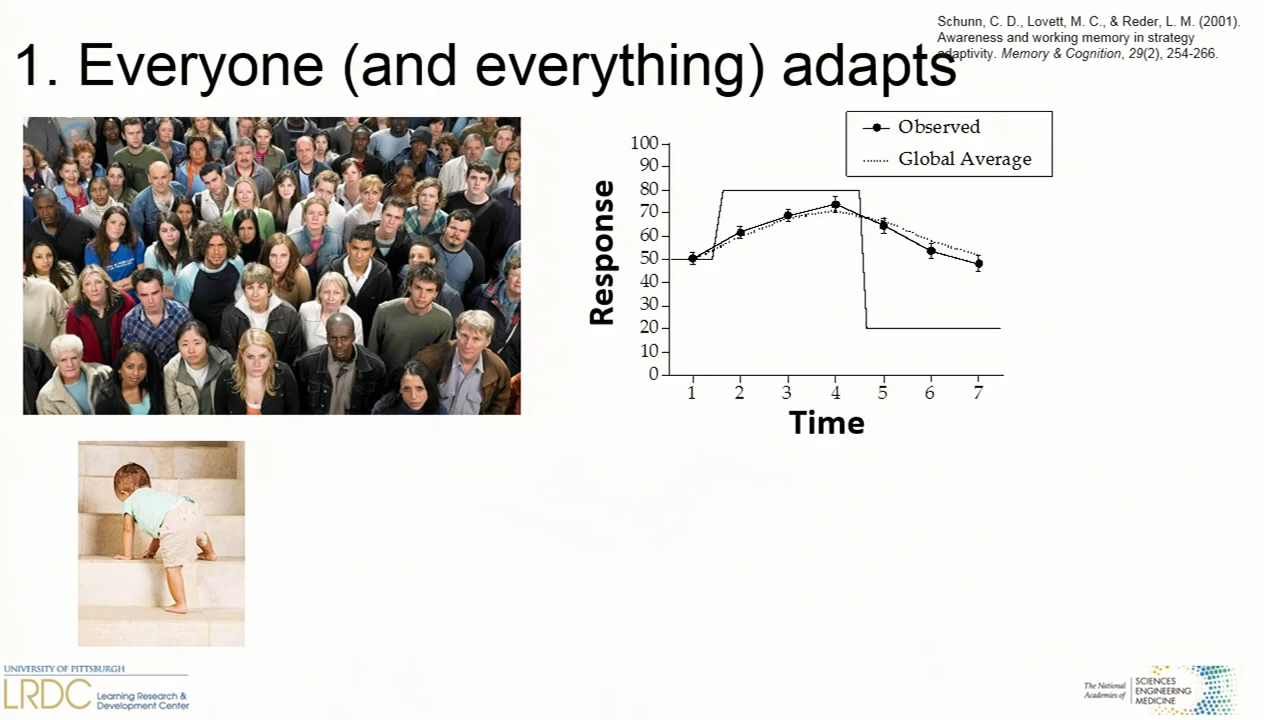 Schunn, C. D., Lovett, M. C., & Reder, L. M. (2001).
Awareness and working memory in strategy
adaptivity. Memory & Cognition, 29(2), 254-266.
1. Everyone (and everything) adapts
Observed
Global Average
100
90
80
70
60
50
40
30
20
10
0
Response
1 2 3 4 5 6 7
Time
UNIVERSITY OF PITTSBURGH
LRDC Learning Research &
Development Center
The National
Academies of
SCIENCES
ENGINEERING
MEDICINE